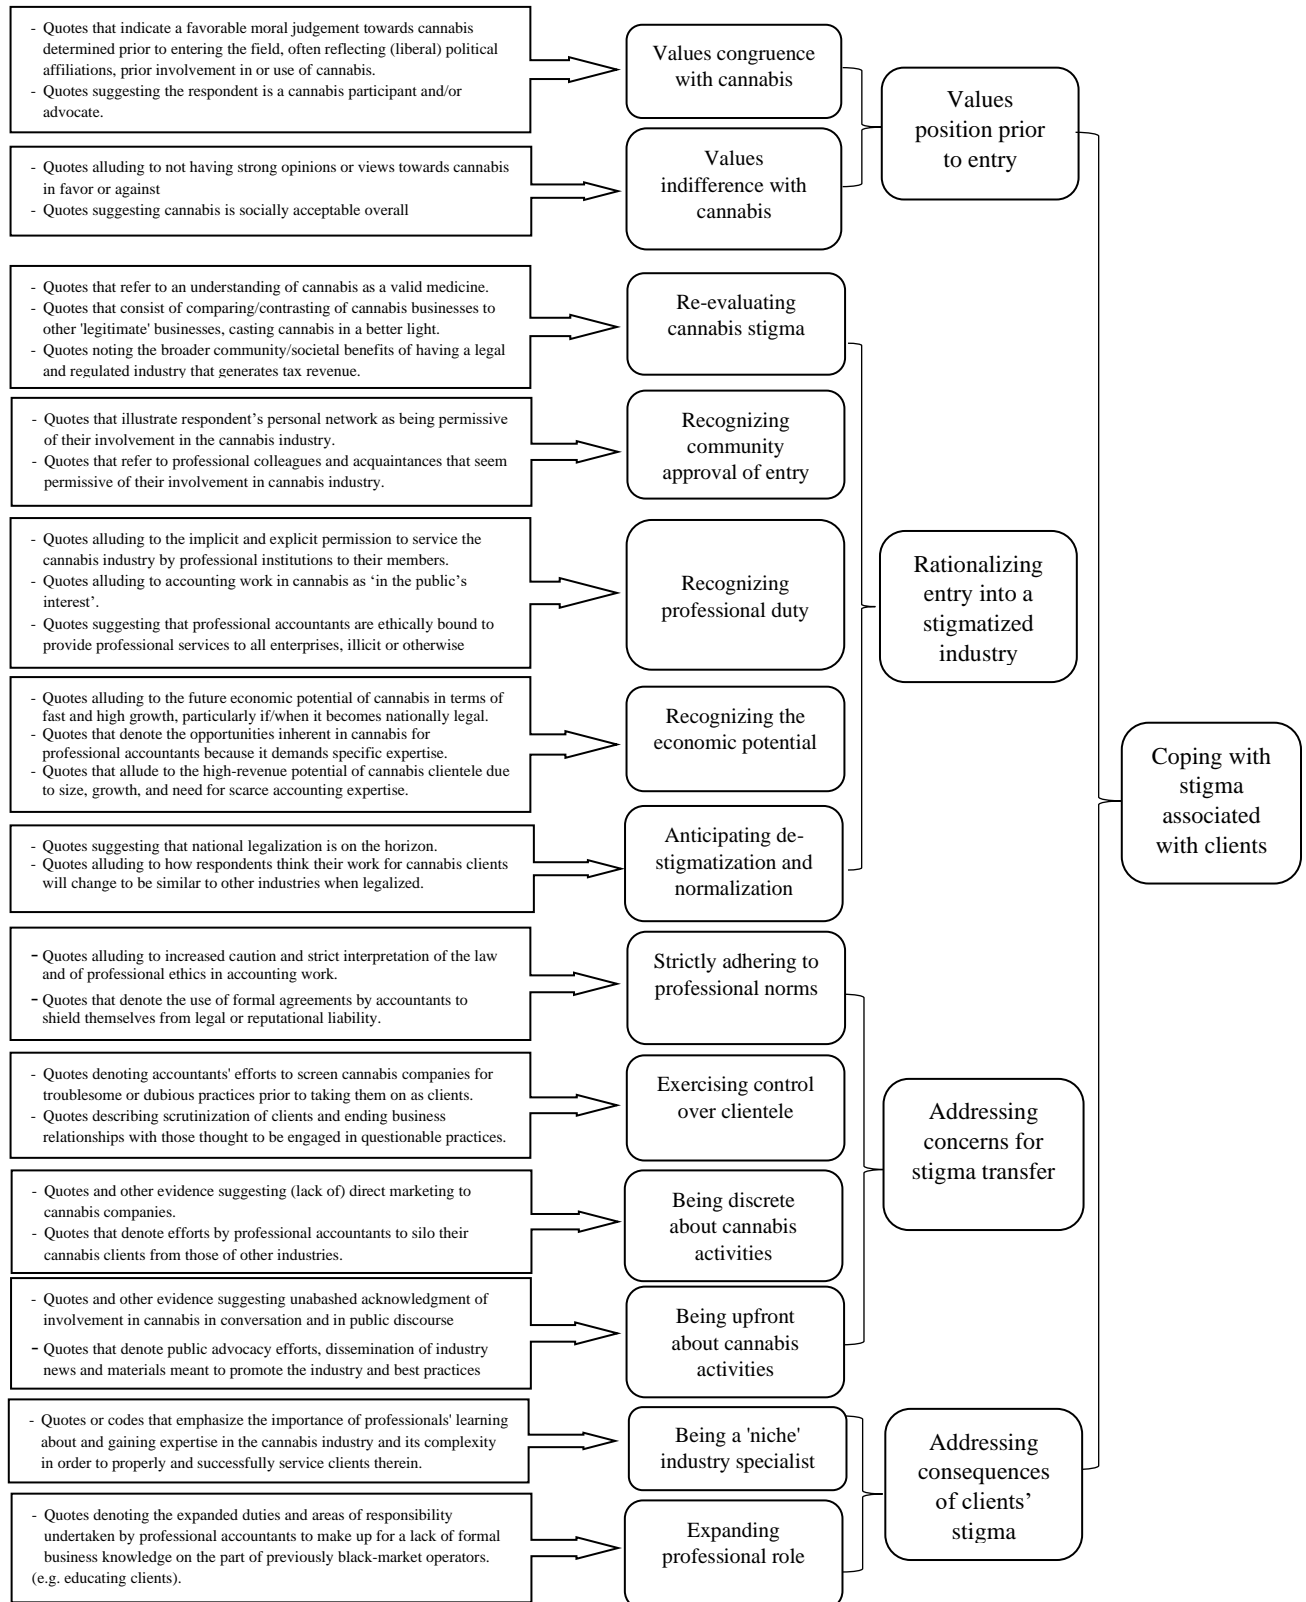 - Quotes that indicate a favorable moral judgement towards cannabis
determined prior to entering the field, often reflecting (liberal) political
affiliations, prior involvement in or use of cannabis.
- Quotes suggesting the respondent is a cannabis participant and/or
advocate.
Values congruence
with cannabis
- Quotes alluding to not having strong opinions or views towards cannabis
in favor or against
- Quotes suggesting cannabis is socially acceptable overall
Values
indifference with
cannabis
Values
position prior
to entry
- Quotes that refer to an understanding of cannabis as a valid medicine.
- Quotes that consist of comparing/contrasting of cannabis businesses to
other 'legitimate' businesses, casting cannabis in a better light.
- Quotes noting the broader community/societal benefits of having a legal
and regulated industry that generates tax revenue.
Re-evaluating
cannabis stigma
- Quotes that illustrate respondent’s personal network as being permissive
of their involvement in the cannabis industry.
- Quotes that refer to professional colleagues and acquaintances that seem
permissive of their involvement in cannabis industry.
Recognizing
community
approval of entry
- Quotes alluding to the implicit and explicit permission to service the
cannabis industry by professional institutions to their members.
- Quotes alluding to accounting work in cannabis as ‘in the public’s
interest’.
- Quotes suggesting that professional accountants are ethically bound to
provide professional services to all enterprises, illicit or otherwise
Recognizing
professional duty
- Quotes alluding to the future economic potential of cannabis in terms of
fast and high growth, particularly if/when it becomes nationally legal.
- Quotes that denote the opportunities inherent in cannabis for
professional accountants because it demands specific expertise.
- Quotes that allude to the high-revenue potential of cannabis clientele due
to size, growth, and need for scarce accounting expertise.
Recognizing the
economic potential
- Quotes suggesting that national legalization is on the horizon.
- Quotes alluding to how respondents think their work for cannabis clients
will change to be similar to other industries when legalized.
Anticipating de-
stigmatization and
normalization
Rationalizing
entry into a
stigmatized
industry
- Quotes alluding to increased caution and strict interpretation of the law
and of professional ethics in accounting work.
- Quotes that denote the use of formal agreements by accountants to
shield themselves from legal or reputational liability.
Strictly adhering to
professional norms
- Quotes denoting accountants' efforts to screen cannabis companies for
troublesome or dubious practices prior to taking them on as clients.
- Quotes describing scrutinization of clients and ending business
relationships with those thought to be engaged in questionable practices.
Exercising control
over clientele
- Quotes and other evidence suggesting (lack of) direct marketing to
cannabis companies.
- Quotes that denote efforts by professional accountants to silo their
cannabis clients from those of other industries.
Being discrete
about cannabis
activities
- Quotes and other evidence suggesting unabashed acknowledgment of
involvement in cannabis in conversation and in public discourse
- Quotes that denote public advocacy efforts, dissemination of industry
news and materials meant to promote the industry and best practices
Being upfront
about cannabis
activities
Addressing
concerns for
stigma transfer
- Quotes or codes that emphasize the importance of professionals' learning
about and gaining expertise in the cannabis industry and its complexity
in order to properly and successfully service clients therein.
Being a 'niche'
industry specialist
- Quotes denoting the expanded duties and areas of responsibility
undertaken by professional accountants to make up for a lack of formal
business knowledge on the part of previously black-market operators.
(e.g. educating clients).
Expanding
professional role
Addressing
consequences
of clients’
stigma
Coping with
stigma
associated
with clients